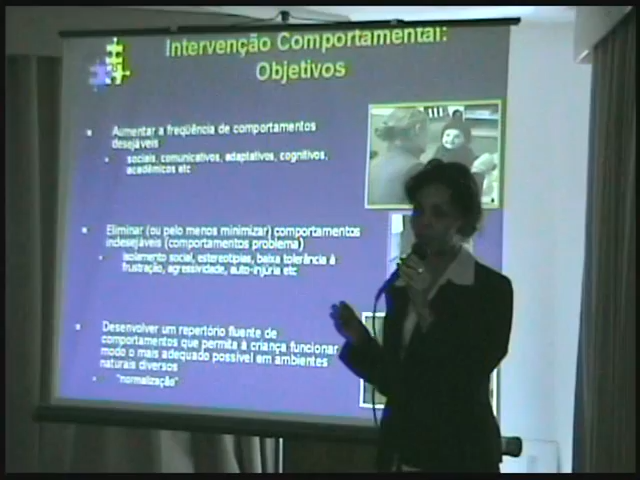 Intervenção Comportamental:
Objetivos
Aumentar a freqüência de comportamentos
desejáveis
sociais, comunicativos, adaptativos, cognitivos,
acadêmicos etc
Eliminar (ou pelo menos minimizar) comportamentos
indesejáveis (comportamentos problema)
isolamento social, estereotipias, baixa tolerância à
frustração, agressividade, auto-injúria etc
Desenvolver um repertório fluente de
comportamentos que permita à criança funcionar
modo o mais adequado possível em ambientes
naturais diversos
"normalização"